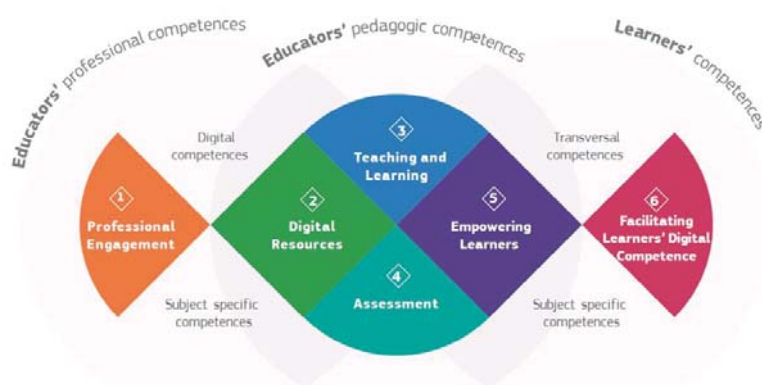 Educators' professional competences
Educators' pedagogic competences
Learners' competences
Digital
competences
Transversal
competences
1
Professional
Engagement
2
Digital
Resources
3
Teaching and
Learning
4
Assessment
5
Empowering
Learners
6
Facilitating
Learners' Digital
Competence
Subject specific
competences
Subject specific
competences